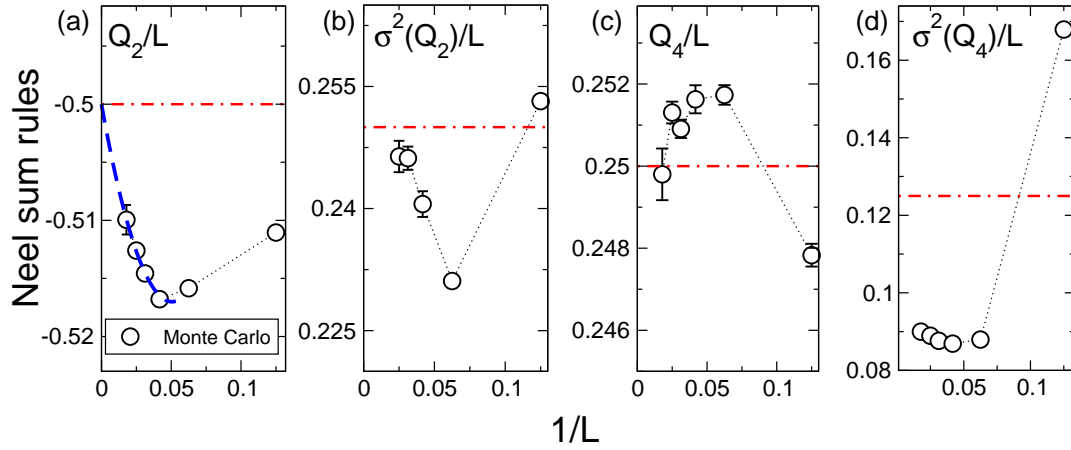 Neel sum rules
(a)
Q2/L
-0.5
-0.51
-0.52
Monte Carlo
0
0.05
0.1
(b)
σ2(Q2)/L
0.255
0.24
0.225
0
0.05
0.1
(c)
Q4/L
0.252
0.25
0.248
0.246
0
0.05
0.1
(d)
σ2(Q4)/L
0.16
0.14
0.12
0.1
0.08
0.05
0.1
1/L